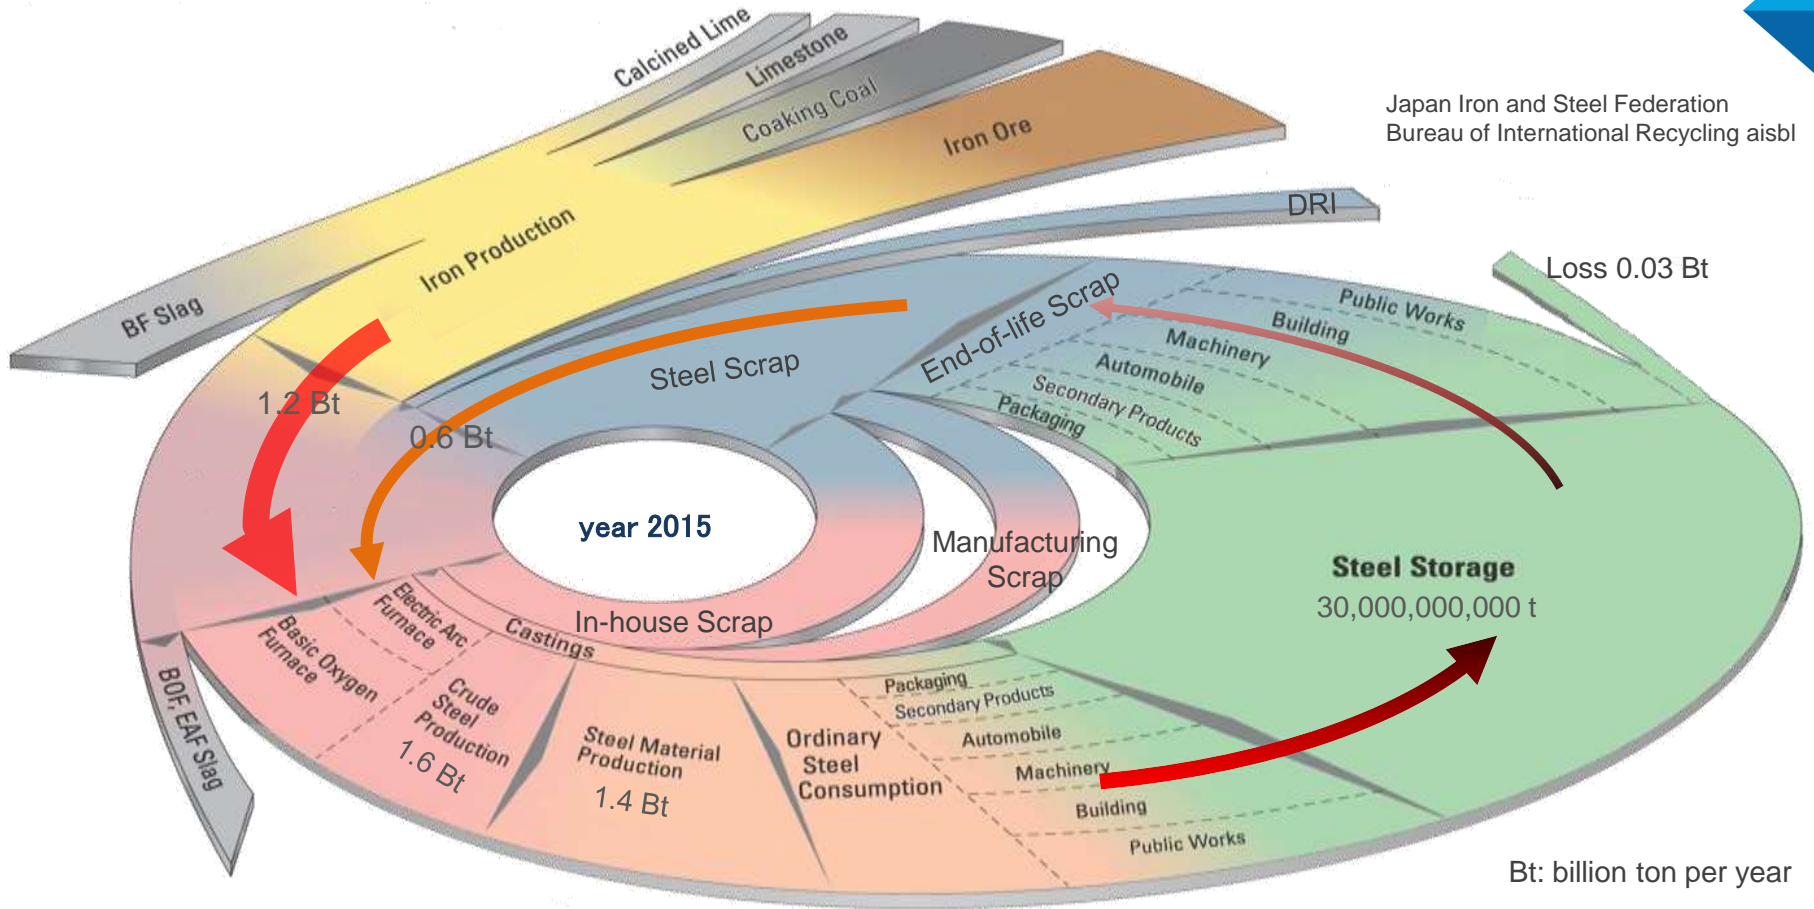 Calcined Lime
Limestone
Coaking Coal
Iron Ore
Japan Iron and Steel Federation
Bureau of International Recycling aisbl
DRI
Iron Production
BF Slag
Loss 0.03 Bt
Public Works
Building
Machinery
Automobile
Secondary Products
Packaging
End-of-life Scrap
Steel Scrap
1.2 Bt
0.6 Bt
year 2015
Manufacturing
Scrap
Steel Storage
30,000,000,000 t
In-house Scrap
Castings
Electric Arc
Furnace
Basic Oxygen
Furnace
BOF, EAF Slag
Crude
Steel
Production
1.6 Bt
Steel Material
Production
1.4 Bt
Ordinary
Steel
Consumption
Packaging
Secondary Products
Automobile
Machinery
Building
Public Works
Bt: billion ton per year